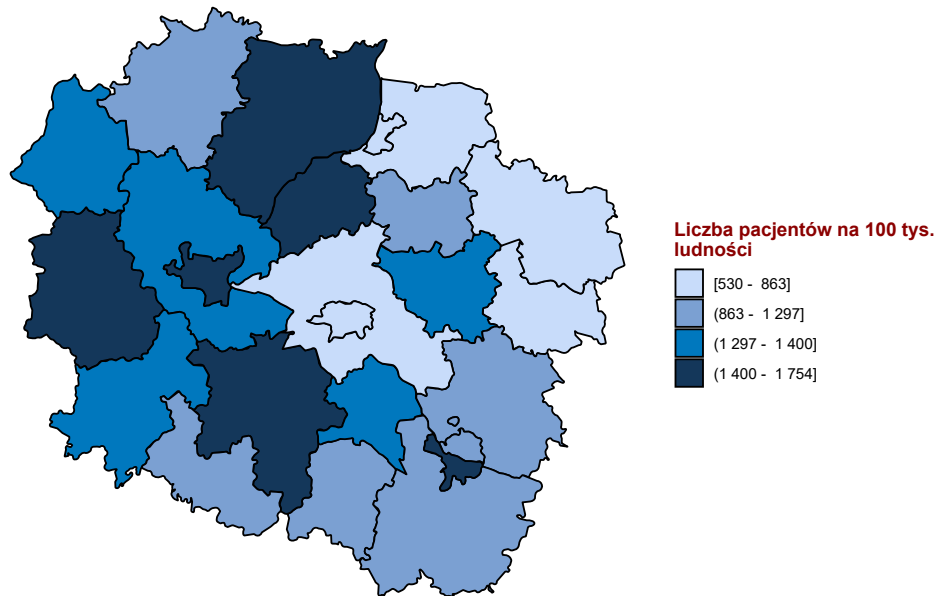 Liczba pacjentów na 100 tys.
ludności
[530 - 863]
(863 - 1 297]
(1 297 - 1 400]
(1 400 - 1 754]